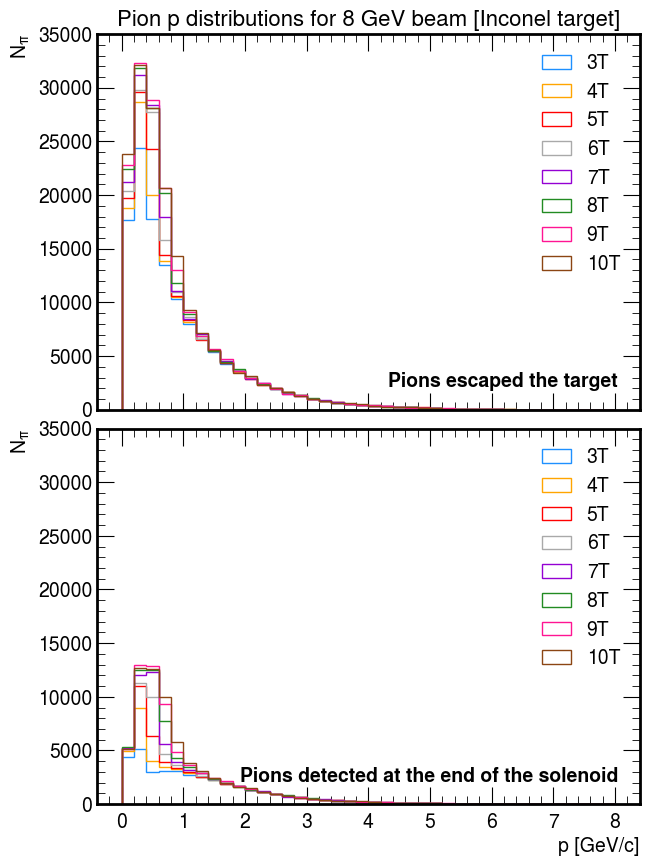 Pion p distributions for 8 GeV beam [Inconel target]
Nπ
35000
30000
25000
20000
15000
10000
5000
0
3T
4T
5T
6T
7T
8T
9T
10T
Pions escaped the target
Nπ
35000
30000
25000
20000
15000
10000
5000
0
3T
4T
5T
6T
7T
8T
9T
10T
Pions detected at the end of the solenoid
0 1 2 3 4 5 6 7 8
p [GeV/c]